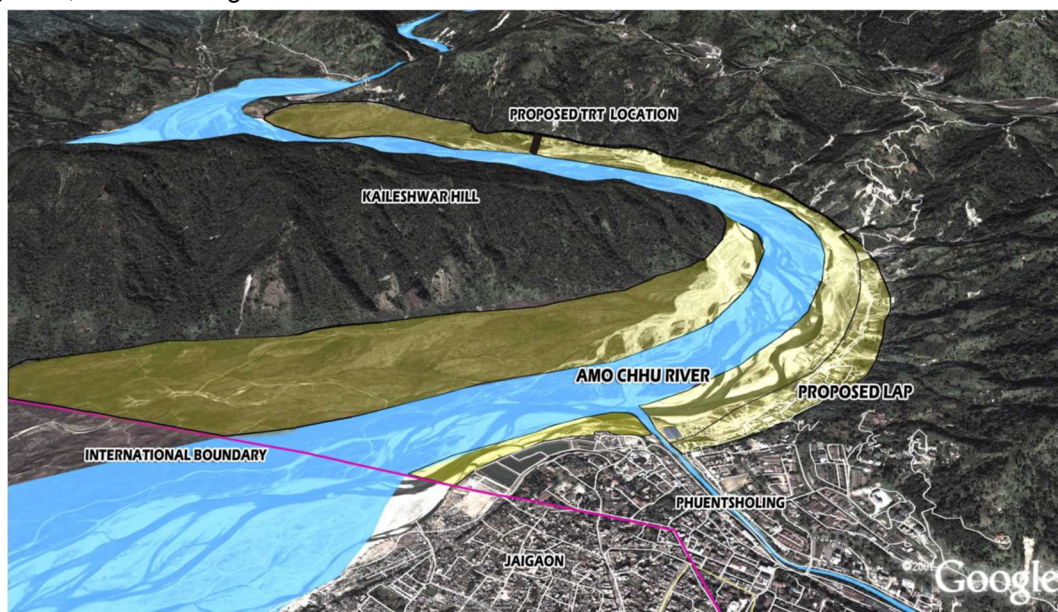 PROPOSED TRT LOCATION
KAILESHWAR HILL
AMO CHHU RIVER
PROPOSED LAP
INTERNATIONAL BOUNDARY
PHUENTSHOLING
JAIGAON
Google